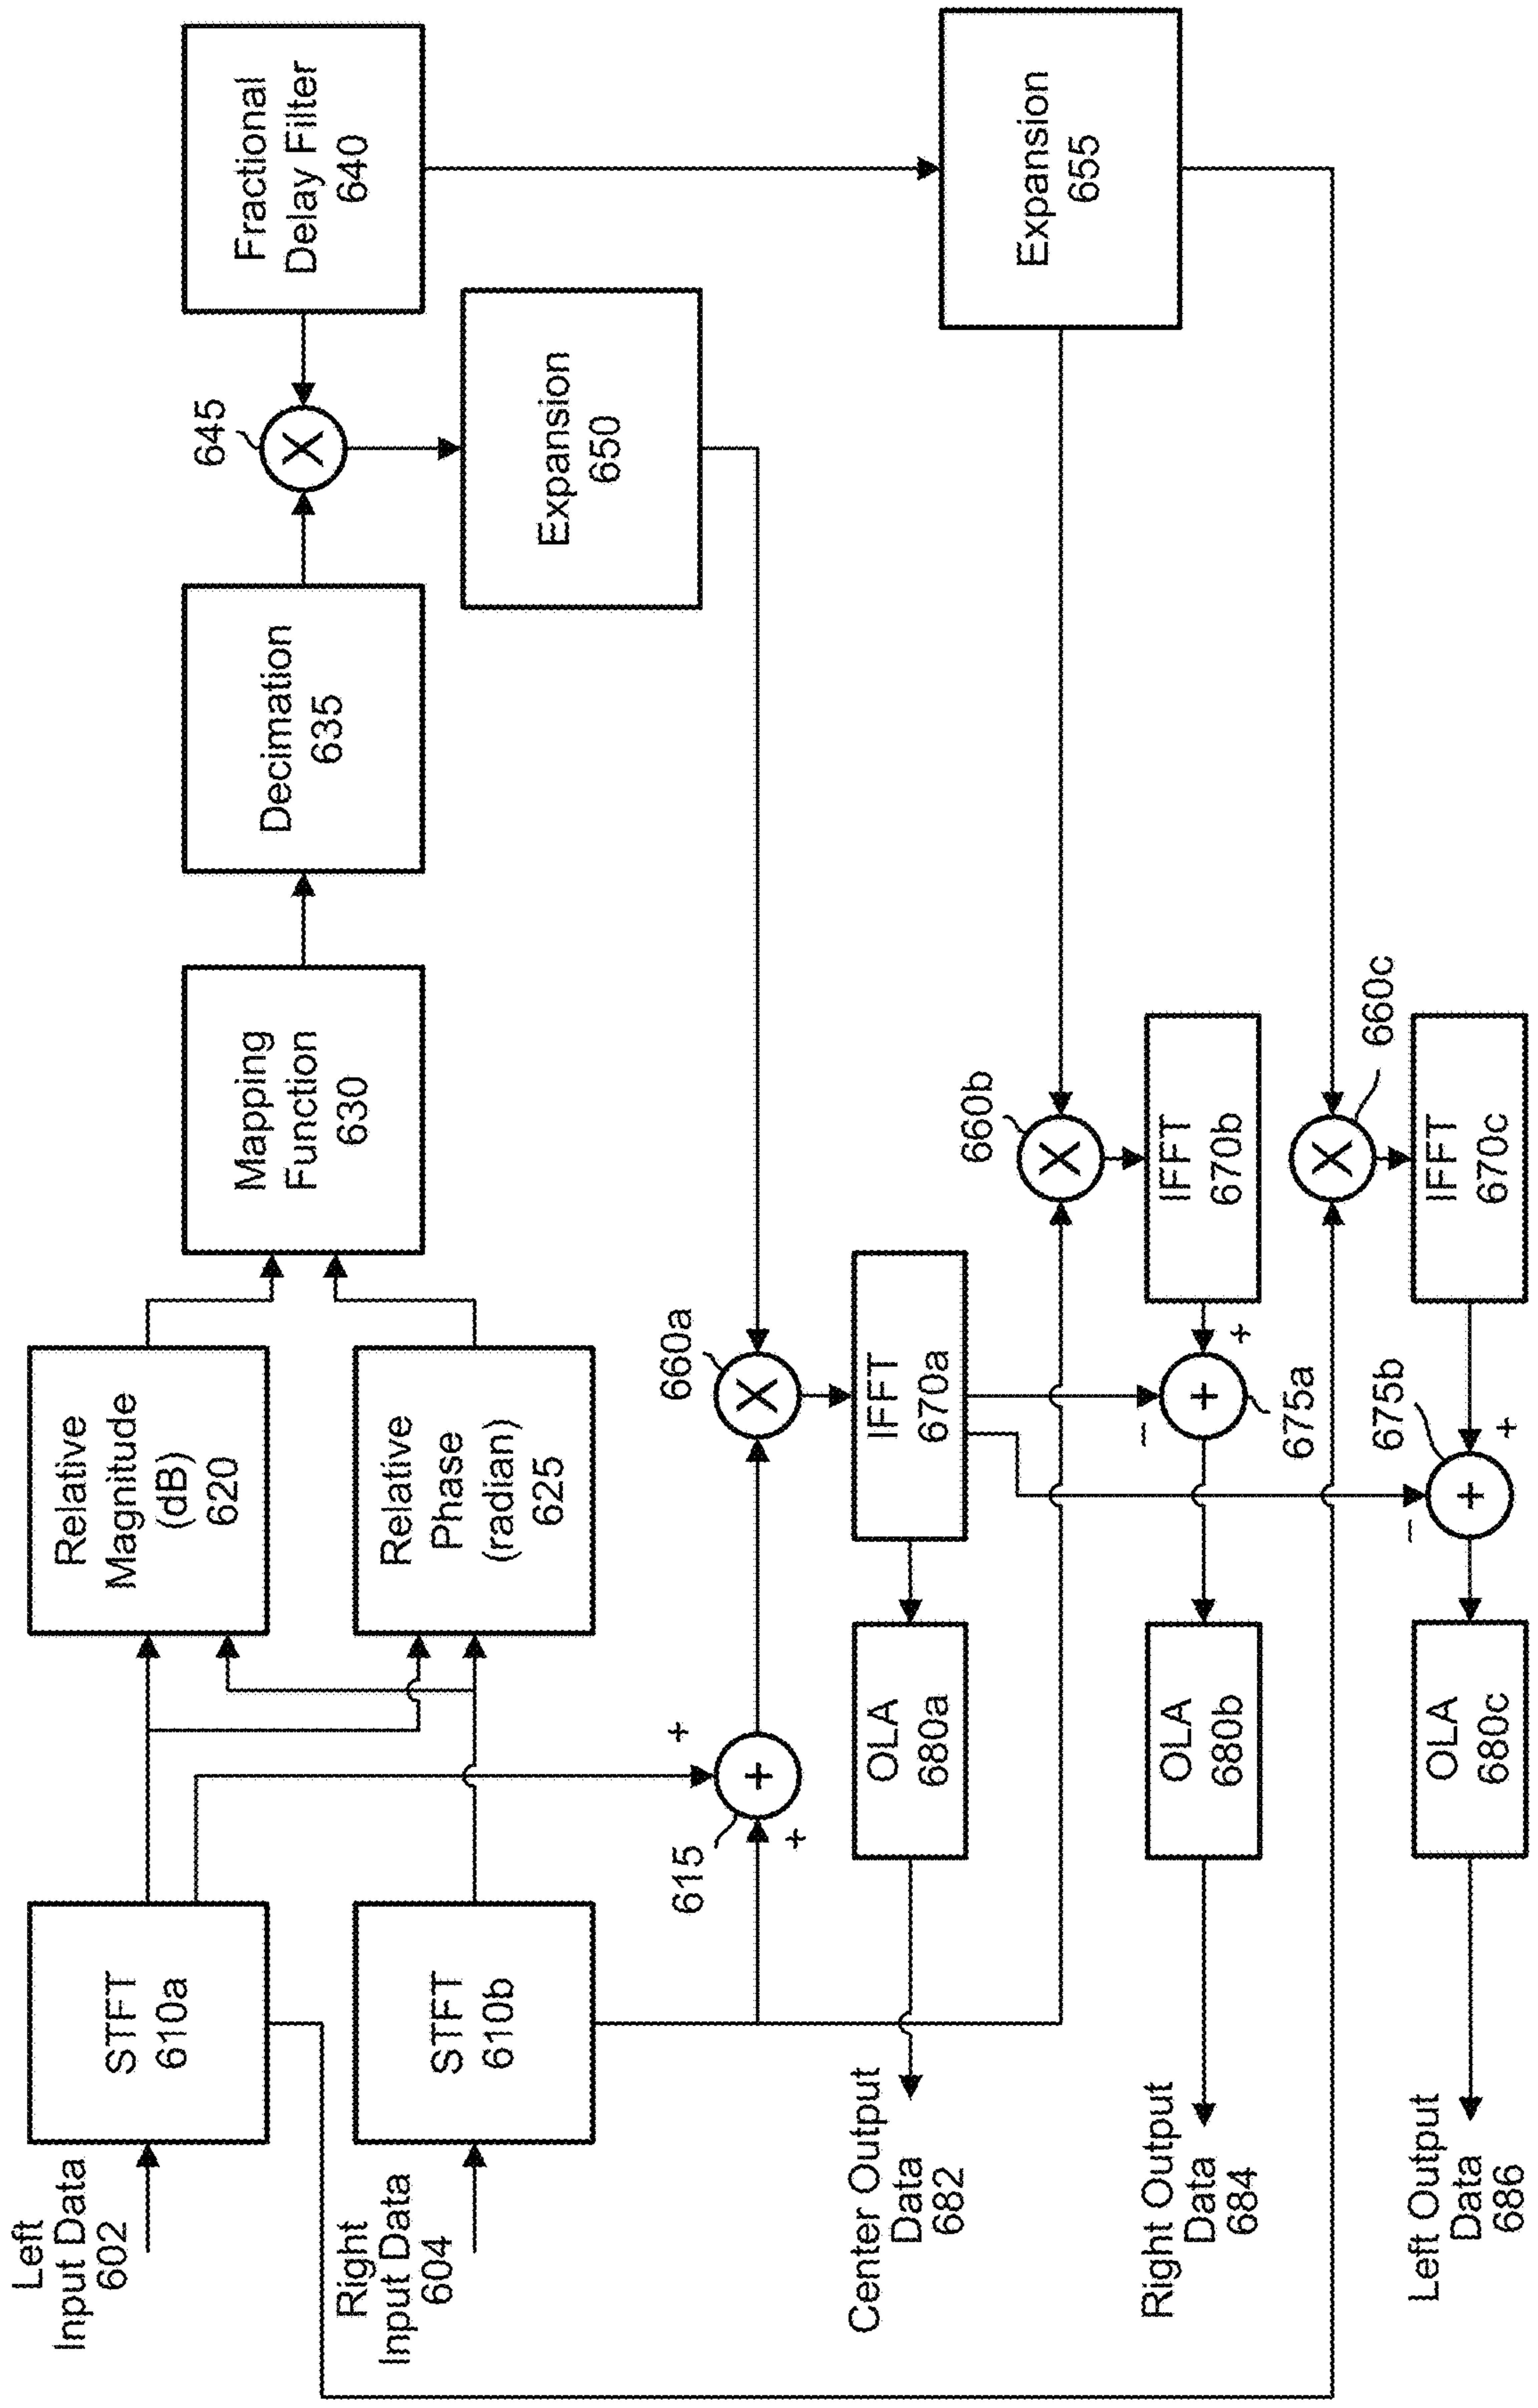 Left
Input Data
602
STFT
610a
Relative
Magnitude
(dB)
620
Right
Input Data
604
STFT
610b
Relative
Phase
(radian)
625
Mapping
Function
630
Decimation
635
645
X
Fractional
Delay Filter
640
Expansion
650
615
+
+
+
660a
X
Center Output
Data
682
OLA
680a
IFFT
670a
Expansion
655
660b
X
Right Output
Data
684
OLA
680b
−
+
+
675a
IFFT
670b
X
660c
Left Output
Data
686
OLA
680c
−
+
+
675b
IFFT
670c